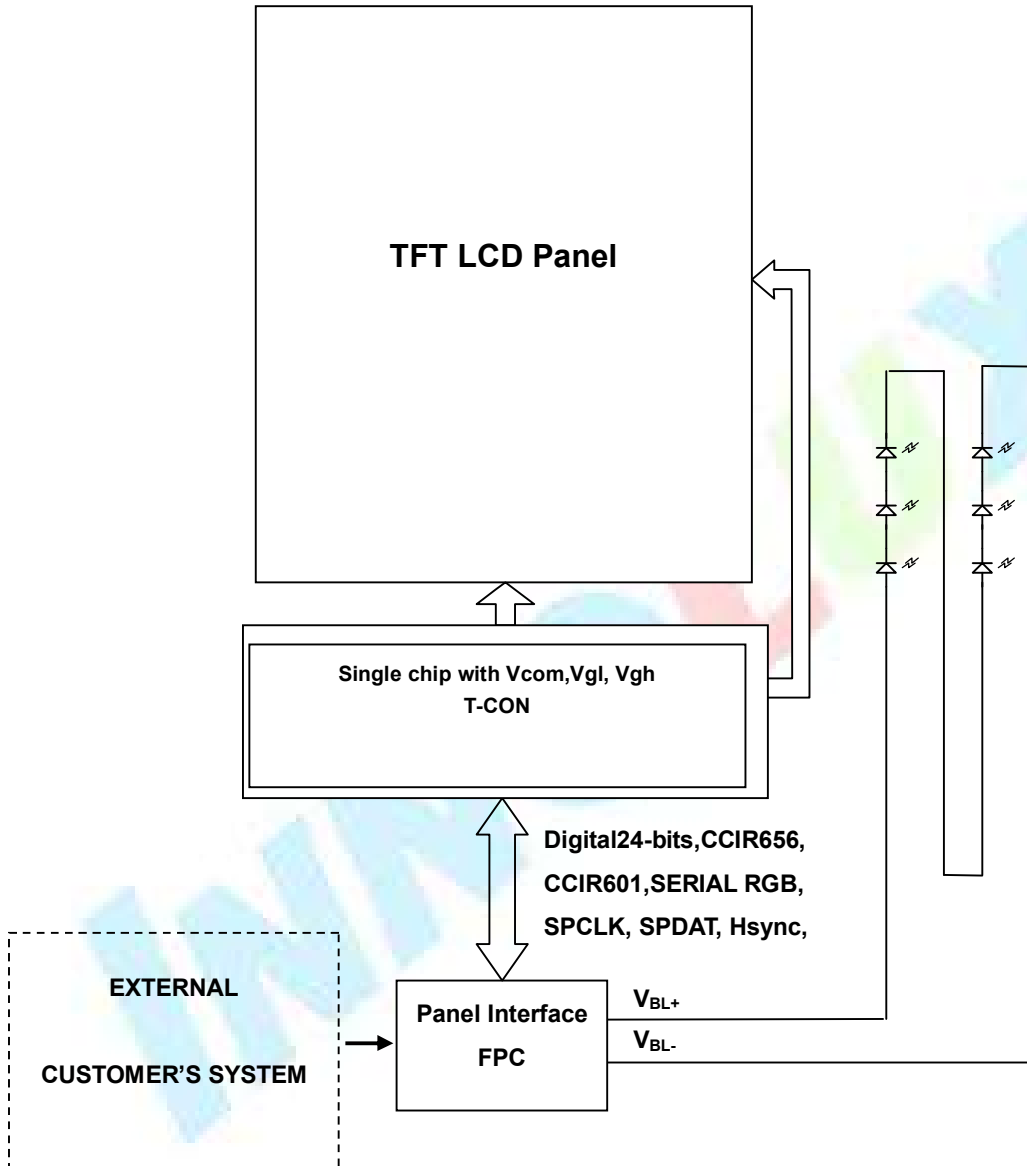 TFT LCD Panel
Single chip with Vcom,Vgl, Vgh
T-CON
Digital24-bits,CCIR656,
CCIR601,SERIAL RGB,
SPCLK, SPDAT, Hsync,
EXTERNAL
CUSTOMER'S SYSTEM
Panel Interface
FPC
VBL+
VBL-
INNOLUX